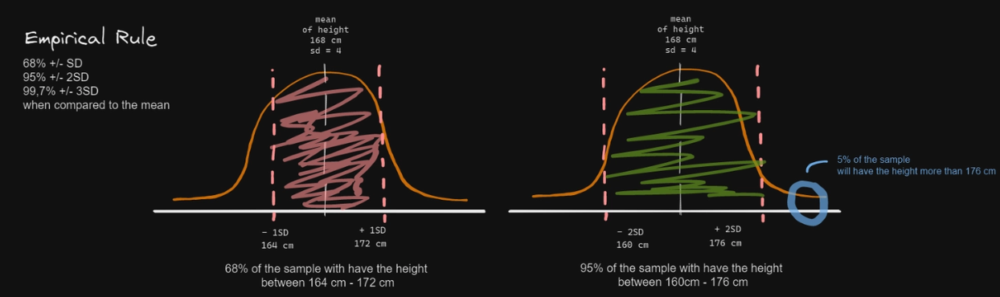 Empirical Rule
68% +/- SD
95% +/- 2SD
99,7% +/- 3SD
when compared to the mean
mean
of height
168 cm
sd = 4
- 1SD
164 cm
+ 1SD
172 cm
68% of the sample with have the height
between 164 cm - 172 cm
mean
of height
168 cm
sd = 4
- 2SD
160 cm
+ 2SD
176 cm
95% of the sample with have the height
between 160cm - 176 cm
5% of the sample
will have the height more than 176 cm